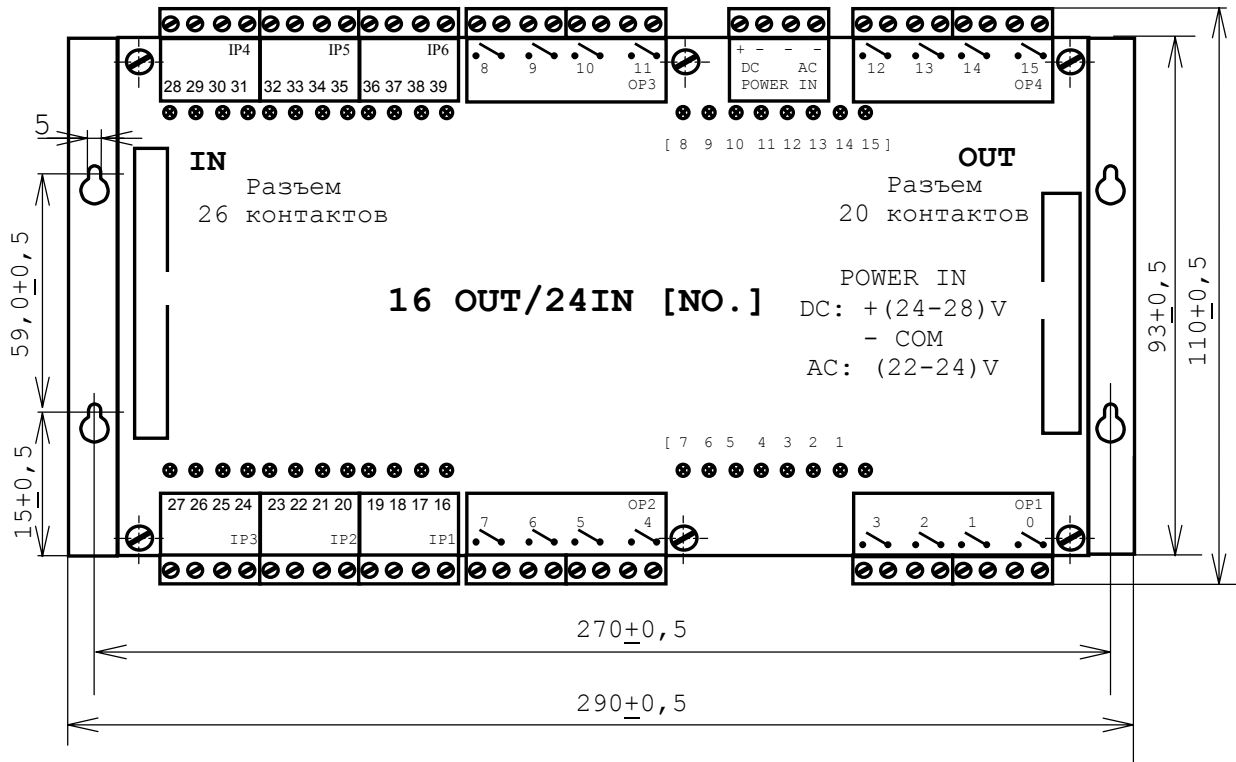 IP4 IP5 IP6
+ - - -
8 9 10 11
DC AC
12 13 14 15
28 29 30 31 32 33 34 35 36 37 38 39
OP3
POWER IN
OP4
5
[ 8 9 10 11 12 13 14 15 ]
IN
Разъем
26 контактов
OUT
Разъем
20 контактов
59,0±0,5
16 OUT/24IN [NO.]
POWER IN
DC: +(24-28)V
- COM
AC: (22-24)V
93±0,5
110±0,5
15±0,5
[ 7 6 5 4 3 2 1
27 26 25 24 23 22 21 20 19 18 17 16
OP2
OP1
7 6 5 4
3 2 1 0
IP3 IP2 IP1
270±0,5
290±0,5